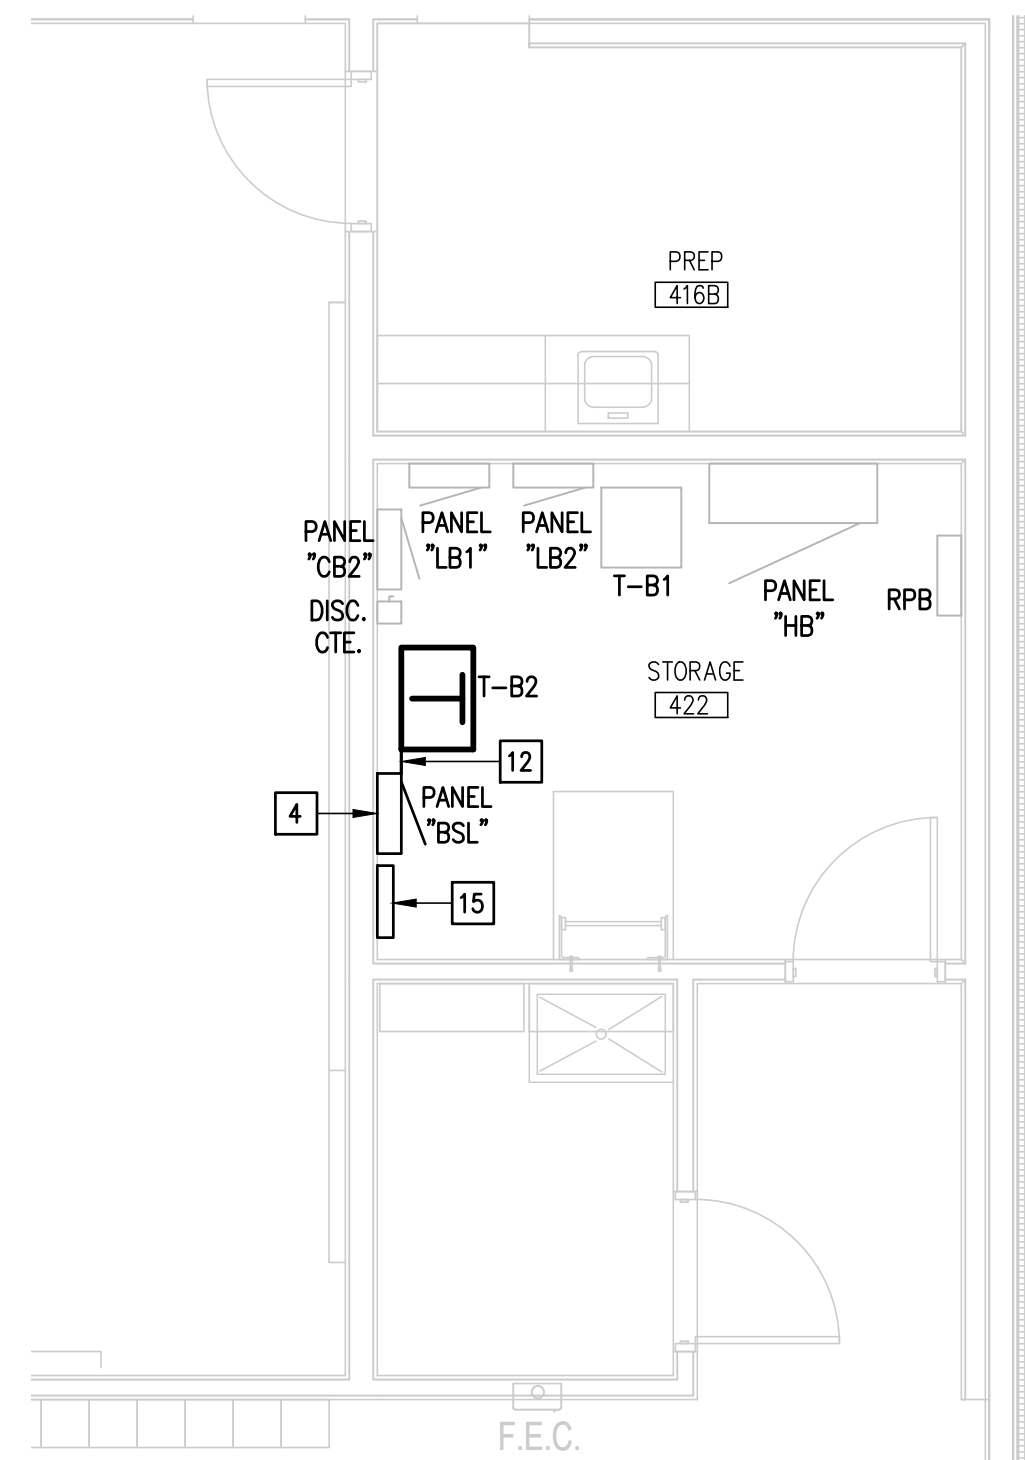 PREP
416B
PANEL
"CB2"
PANEL
"LB1"
PANEL
"LB2"
T-B1
PANEL
"HB"
RPB
DISC.
CTE.
STORAGE
422
T-B2
12
4
PANEL
"BSL"
15
F.E.C.